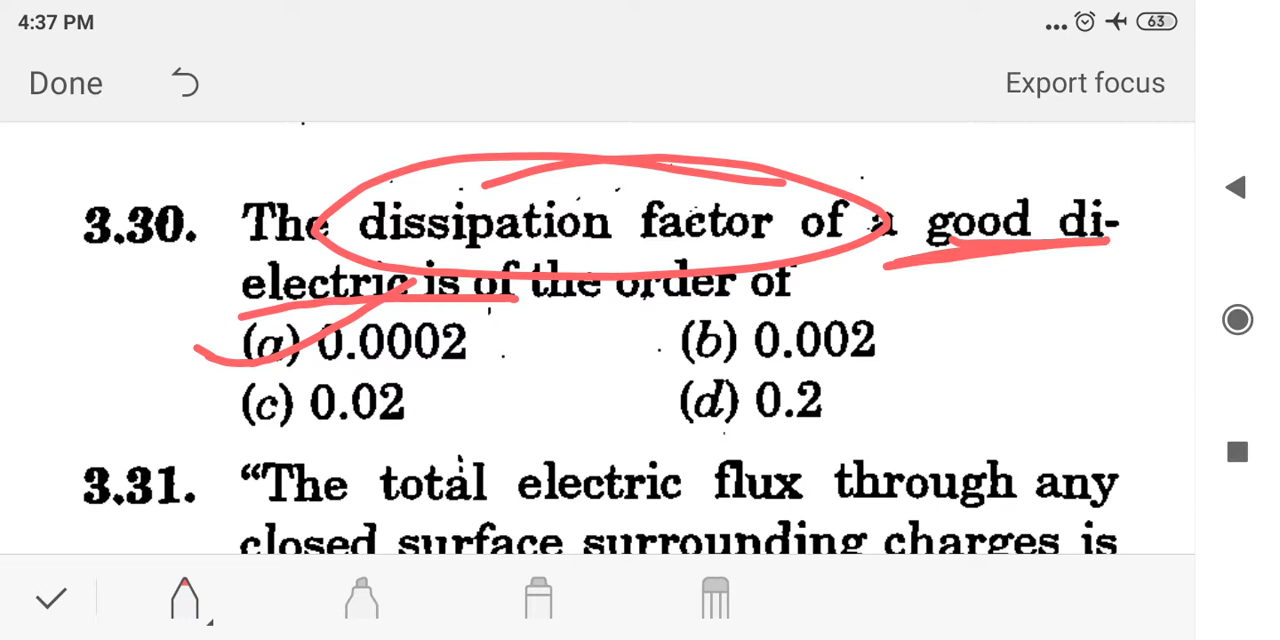 4:37 PM
63
Done
Export focus
3.30. The dissipation factor of a good di-
electric is of the order of
(a) 0.0002 (b) 0.002
(c) 0.02 (d) 0.2
3.31. “The total electric flux through any
closed surface surrounding charges is